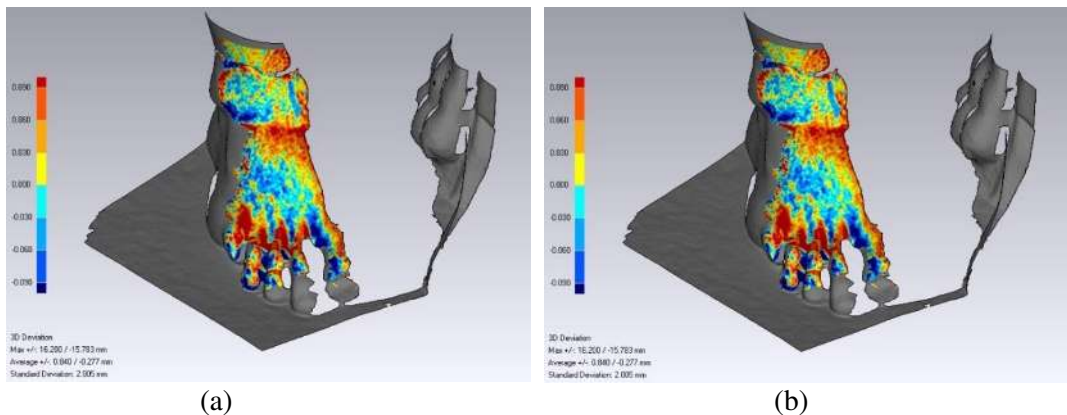 0.090
0.060
0.030
0.000
-0.030
-0.060
-0.090
3D Deviation
Max +/-: 16.200 / -15.783 mm
Average +/-: 0.840 / -0.277 mm
Standard Deviation: 2.005 mm
(a)
0.090
0.060
0.030
0.000
-0.030
-0.060
-0.090
3D Deviation
Max +/-: 16.200 / -15.783 mm
Average +/-: 0.840 / -0.277 mm
Standard Deviation: 2.005 mm
(b)